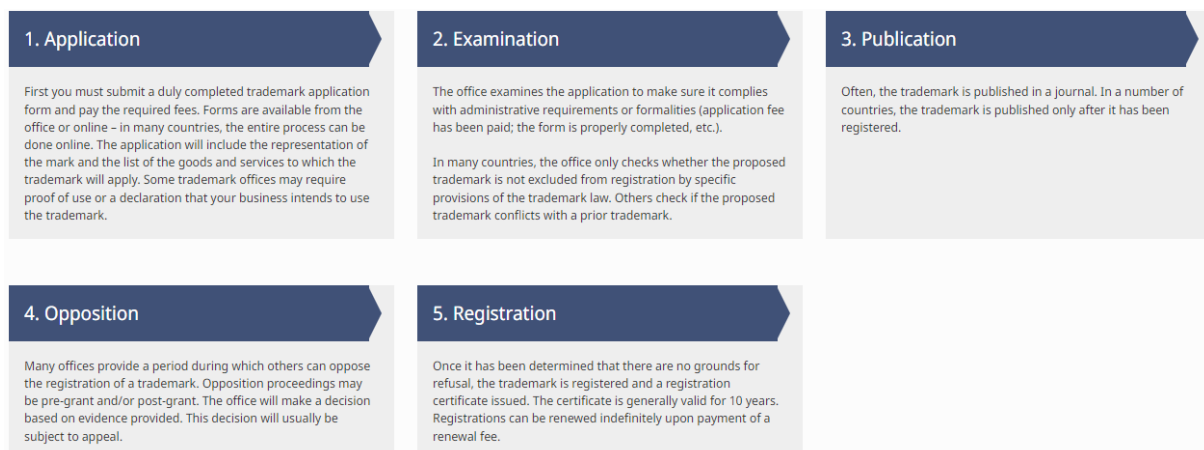 1. Application
First you must submit a duly completed trademark application
form and pay the required fees. Forms are available from the
office or online – in many countries, the entire process can be
done online. The application will include the representation of
the mark and the list of the goods and services to which the
trademark will apply. Some trademark offices may require
proof of use or a declaration that your business intends to use
the trademark.
2. Examination
The office examines the application to make sure it complies
with administrative requirements or formalities (application fee
has been paid; the form is properly completed, etc.).
In many countries, the office only checks whether the proposed
trademark is not excluded from registration by specific
provisions of the trademark law. Others check if the proposed
trademark conflicts with a prior trademark.
3. Publication
Often, the trademark is published in a journal. In a number of
countries, the trademark is published only after it has been
registered.
4. Opposition
Many offices provide a period during which others can oppose
the registration of a trademark. Opposition proceedings may
be pre-grant and/or post-grant. The office will make a decision
based on evidence provided. This decision will usually be
subject to appeal.
5. Registration
Once it has been determined that there are no grounds for
refusal, the trademark is registered and a registration
certificate issued. The certificate is generally valid for 10 years.
Registrations can be renewed indefinitely upon payment of a
renewal fee.